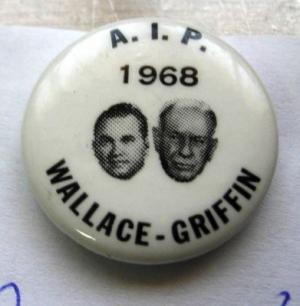 A. I. P.
1968
WALLACE - GRIFFIN